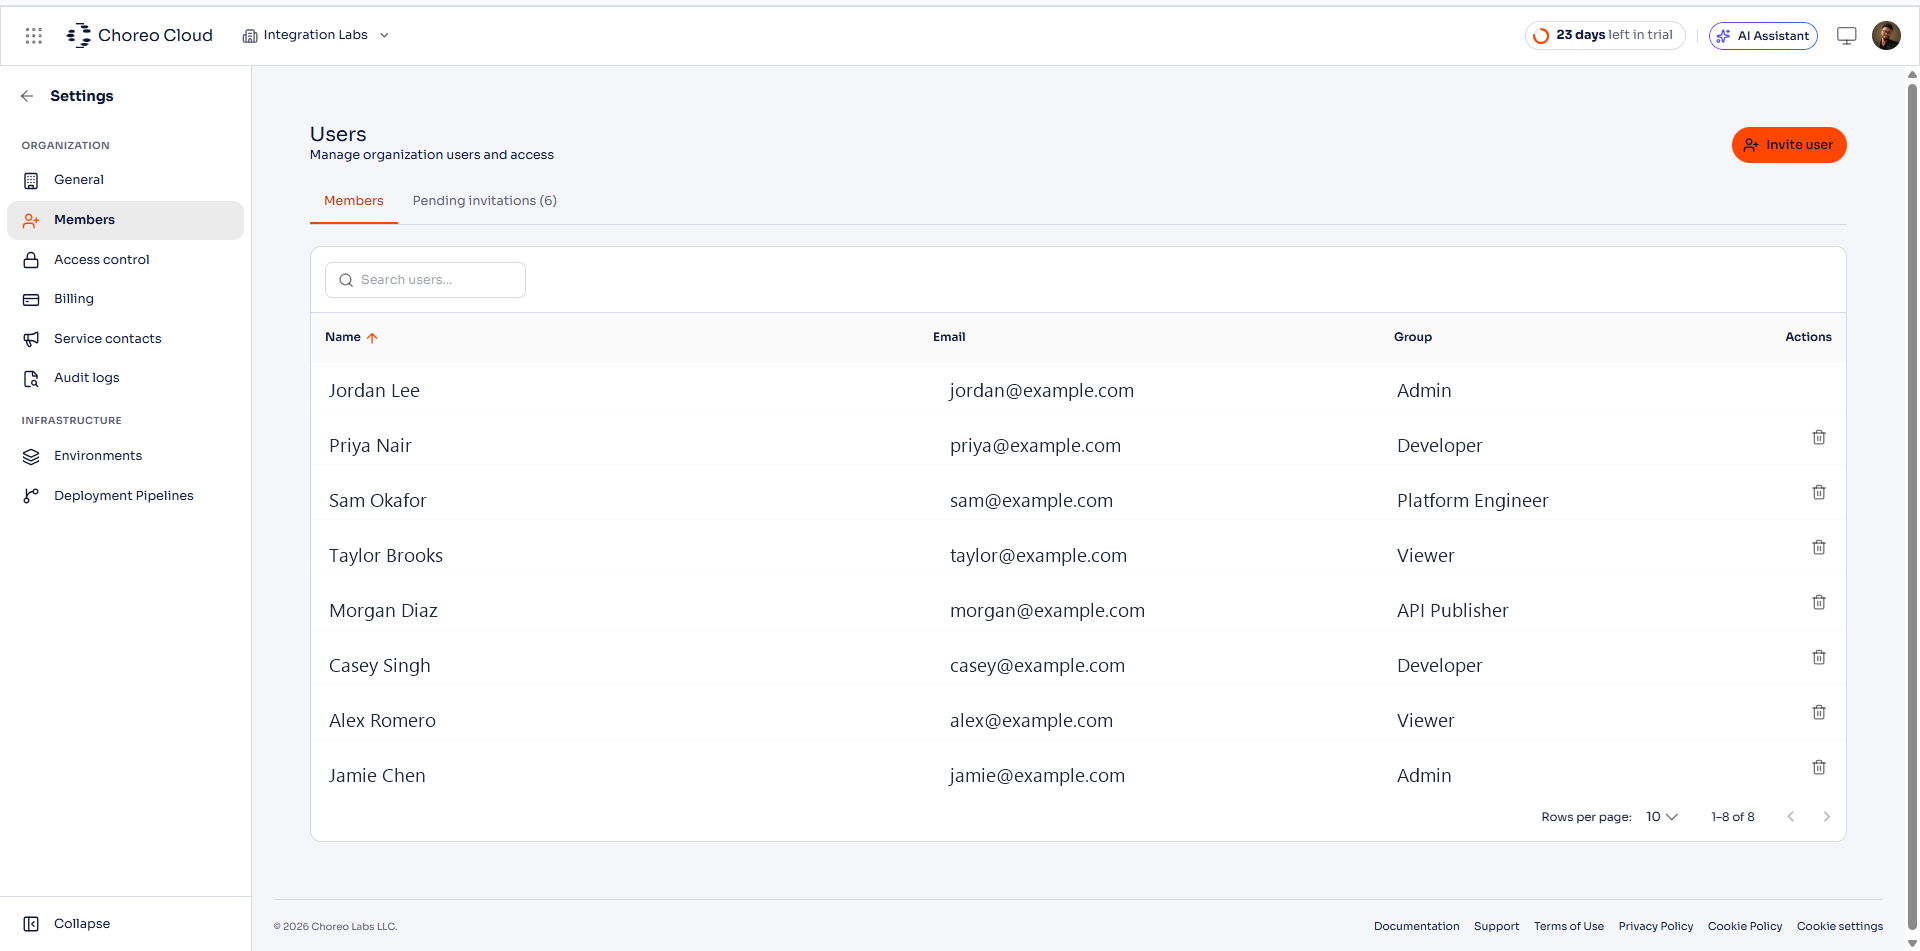 Choreo Cloud
Integration Labs
23 days left in trial
AI Assistant
Settings
ORGANIZATION
General
Members
Access control
Billing
Service contacts
Audit logs
INFRASTRUCTURE
Environments
Deployment Pipelines
Collapse
Users
Manage organization users and access
Invite user
Members Pending invitations (6)
Search users...
Name Email Group Actions
Jordan Lee jordan@example.com Admin
Priya Nair priya@example.com Developer
Sam Okafor sam@example.com Platform Engineer
Taylor Brooks taylor@example.com Viewer
Morgan Diaz morgan@example.com API Publisher
Casey Singh casey@example.com Developer
Alex Romero alex@example.com Viewer
Jamie Chen jamie@example.com Admin
Rows per page: 10 1–8 of 8
© 2026 Choreo Labs LLC. Documentation Support Terms of Use Privacy Policy Cookie Policy Cookie settings